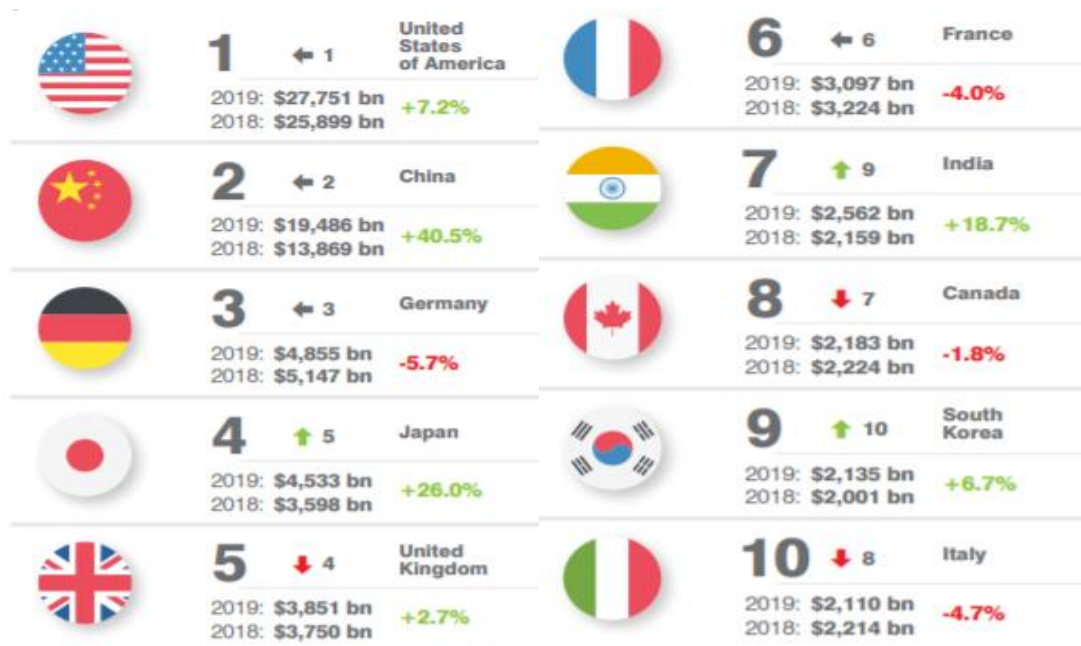 1 1 United States of America
2019: $27,751 bn +7.2%
2018: $25,899 bn
2 2 China
2019: $19,486 bn +40.5%
2018: $13,869 bn
3 3 Germany
2019: $4,855 bn -5.7%
2018: $5,147 bn
4 5 Japan
2019: $4,533 bn +26.0%
2018: $3,598 bn
5 4 United Kingdom
2019: $3,851 bn +2.7%
2018: $3,750 bn
6 6 France
2019: $3,097 bn -4.0%
2018: $3,224 bn
7 9 India
2019: $2,562 bn +18.7%
2018: $2,159 bn
8 7 Canada
2019: $2,183 bn -1.8%
2018: $2,224 bn
9 10 South Korea
2019: $2,135 bn +6.7%
2018: $2,001 bn
10 8 Italy
2019: $2,110 bn -4.7%
2018: $2,214 bn